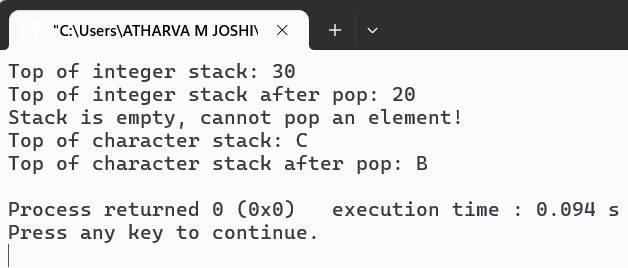 "C:\Users\ATHARVA M JOSHI\
Top of integer stack: 30
Top of integer stack after pop: 20
Stack is empty, cannot pop an element!
Top of character stack: C
Top of character stack after pop: B
Process returned 0 (0x0)   execution time : 0.094 s
Press any key to continue.